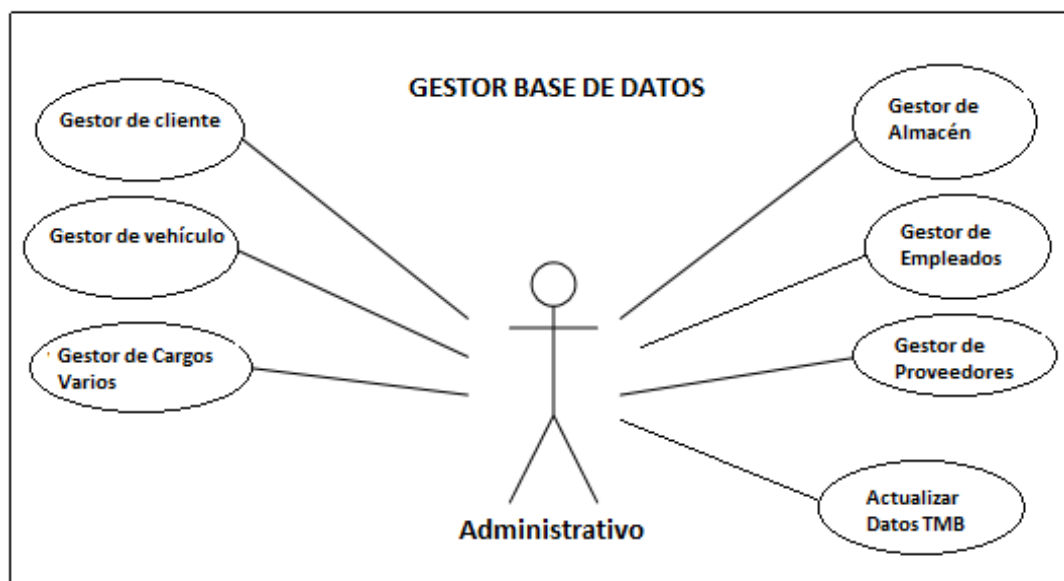 GESTOR BASE DE DATOS
Gestor de cliente
Gestor de vehículo
Gestor de Cargos
Varios
Gestor de
Almacén
Gestor de
Empleados
Gestor de
Proveedores
Actualizar
Datos TMB
Administrativo